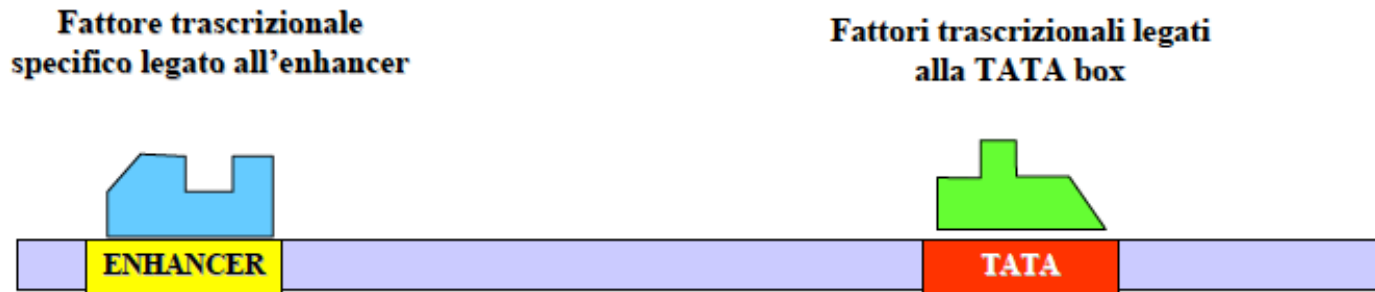 Fattore trascrizionale
specifico legato all’enhancer
Fattori trascrizionali legati
alla TATA box
ENHANCER
TATA